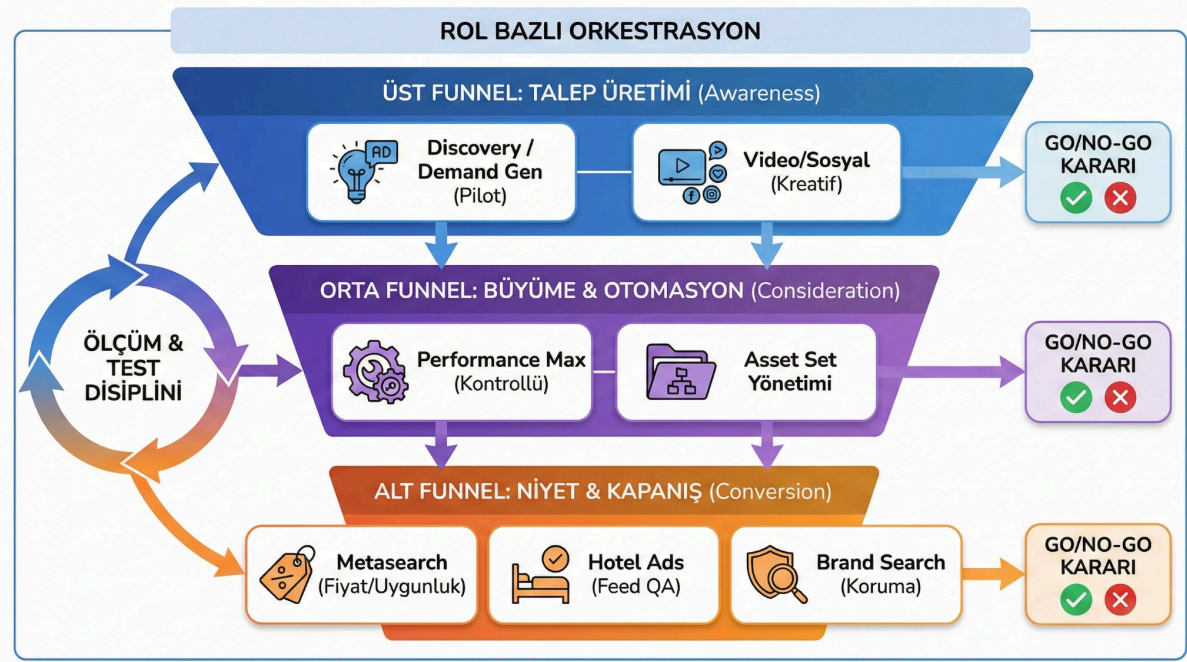 ROL BAZLI ORKESTRASYON
ÜST FUNNEL: TALEP ÜRETİMİ (Awareness)
AD
Discovery /
Demand Gen
(Pilot)
Video/Sosyal
(Kreatif)
GO/NO-GO
KARARI
ÖLÇÜM &
TEST
DİSİPLİNİ
ORTA FUNNEL: BÜYÜME & OTOMASYON (Consideration)
Performance Max
(Kontrollü)
Asset Set
Yönetimi
GO/NO-GO
KARARI
ALT FUNNEL: NİYET & KAPANIŞ (Conversion)
Metasearch
(Fiyat/Uygunluk)
Hotel Ads
(Feed QA)
Brand Search
(Koruma)
GO/NO-GO
KARARI